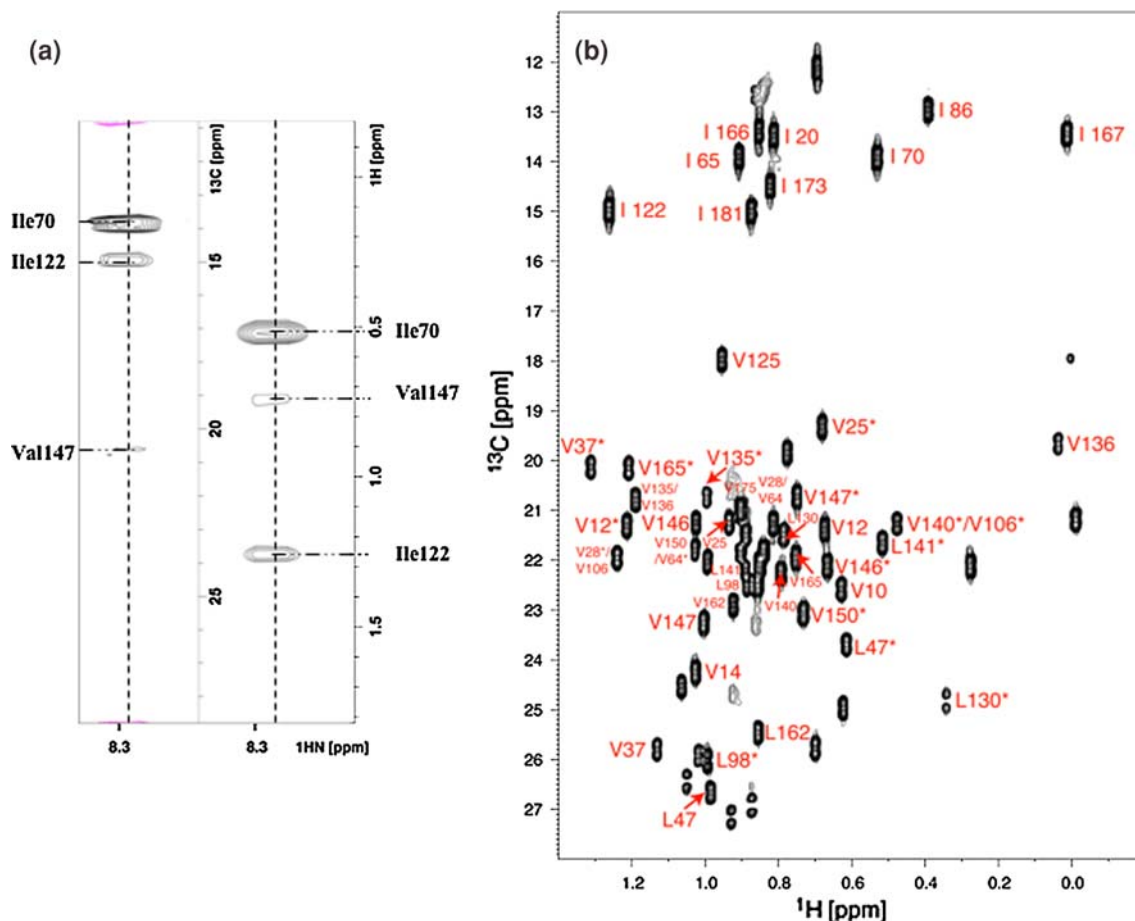 (a)
13C [ppm]
1H [ppm]
Ile70
Ile122
15
0.5
Ile70
Val147
Val147
20
1.0
Ile122
25
1.5
8.3
8.3
1HN [ppm]
(b)
12
13
14
15
16
17
18
19
20
21
22
23
24
25
26
27
13C [ppm]
I 86
I 166
I 20
I 167
I 65
I 70
I 173
I 122
I 181
V125
V25*
V136
V37*
V165*
V135*
V135/
V136
V175
V28/
V64
V147*
V12*
V146
V25
L130
V12
V140*/V106*
L141*
V28*/
V106
V150
/V64*
L141
L98
V165
V146*
V140
V10
V162
V147
V150*
L47*
V14
L130*
L162
V37
L98*
L47
1.2
1.0
0.8
0.6
0.4
0.2
0.0
1H [ppm]